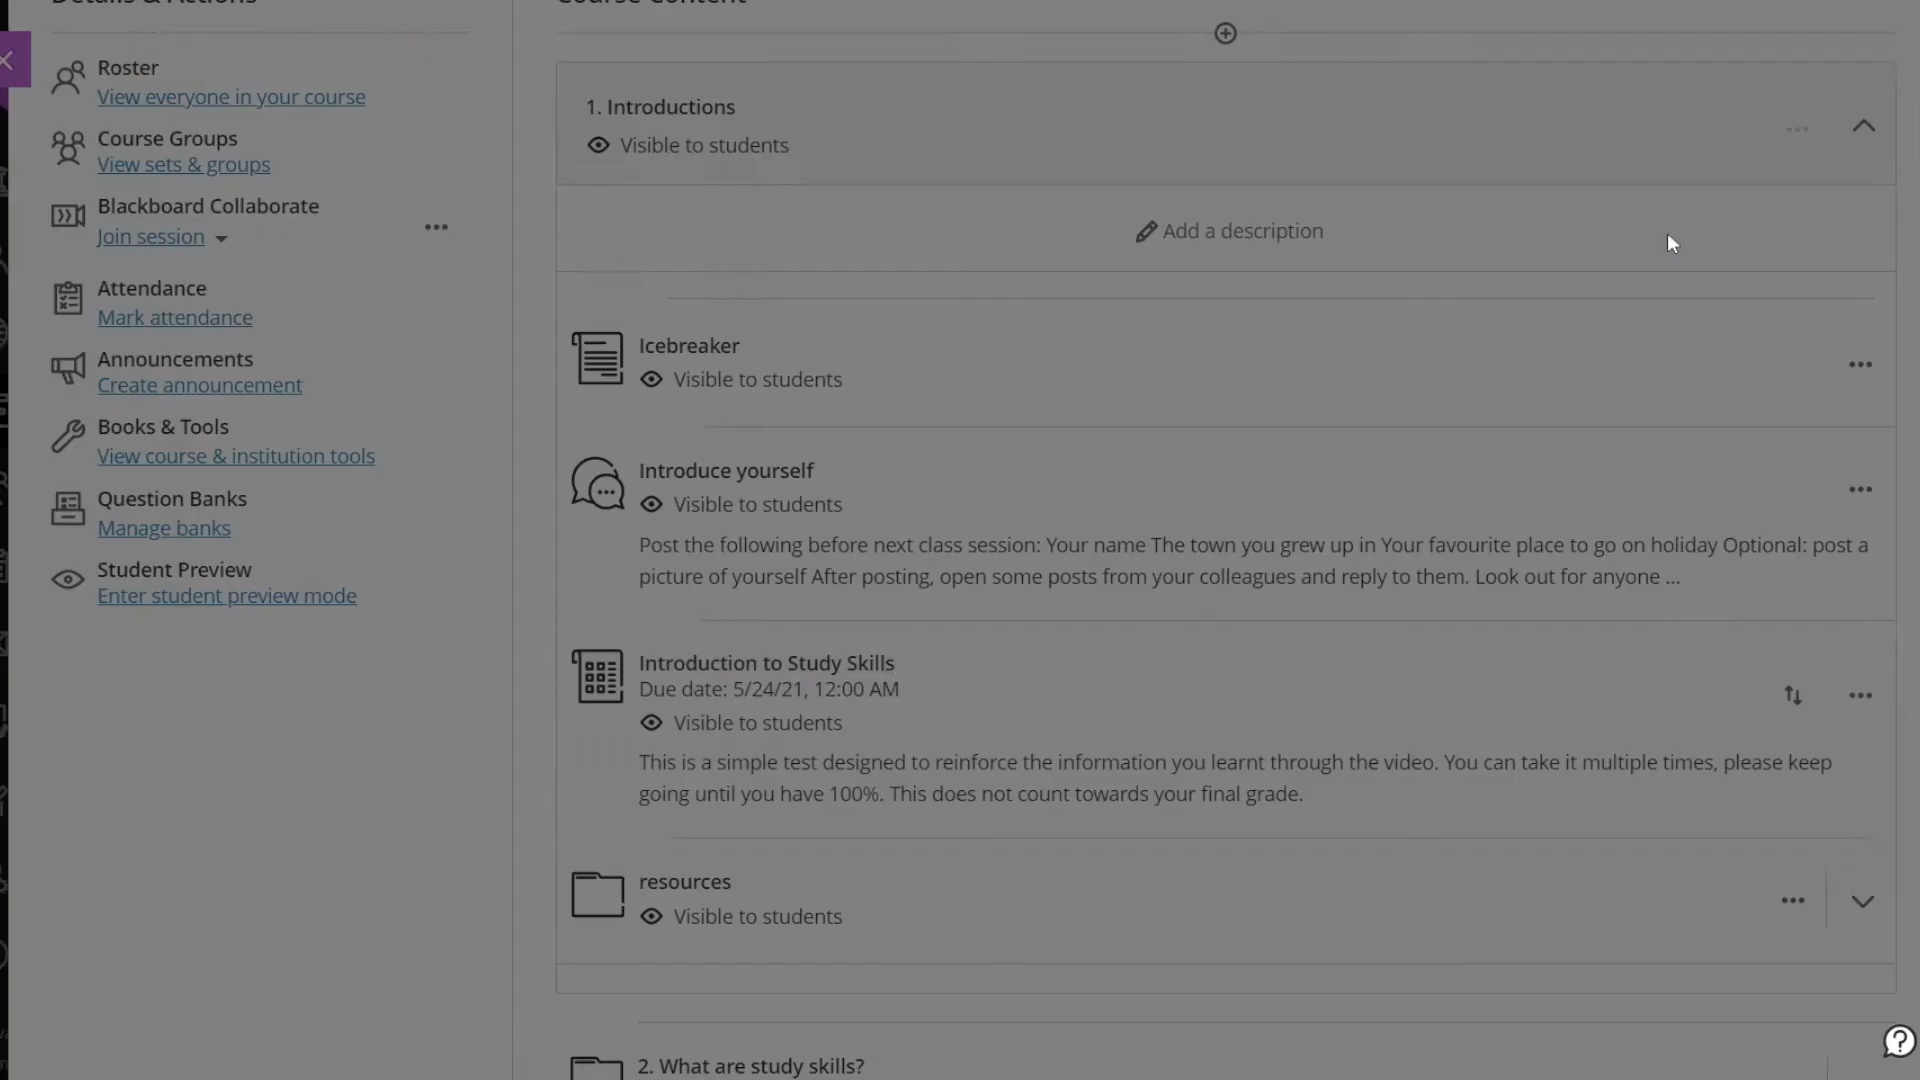 Details & Actions
Roster
View everyone in your course
Course Groups
View sets & groups
Blackboard Collaborate
Join session
Attendance
Mark attendance
Announcements
Create announcement
Books & Tools
View course & institution tools
Question Banks
Manage banks
Student Preview
Enter student preview mode
Course Content
1. Introductions
Visible to students
Add a description
Icebreaker
Visible to students
Introduce yourself
Visible to students
Post the following before next class session: Your name The town you grew up in Your favourite place to go on holiday Optional: post a
picture of yourself After posting, open some posts from your colleagues and reply to them. Look out for anyone ...
Introduction to Study Skills
Due date: 5/24/21, 12:00 AM
Visible to students
This is a simple test designed to reinforce the information you learnt through the video. You can take it multiple times, please keep
going until you have 100%. This does not count towards your final grade.
resources
Visible to students
2. What are study skills?